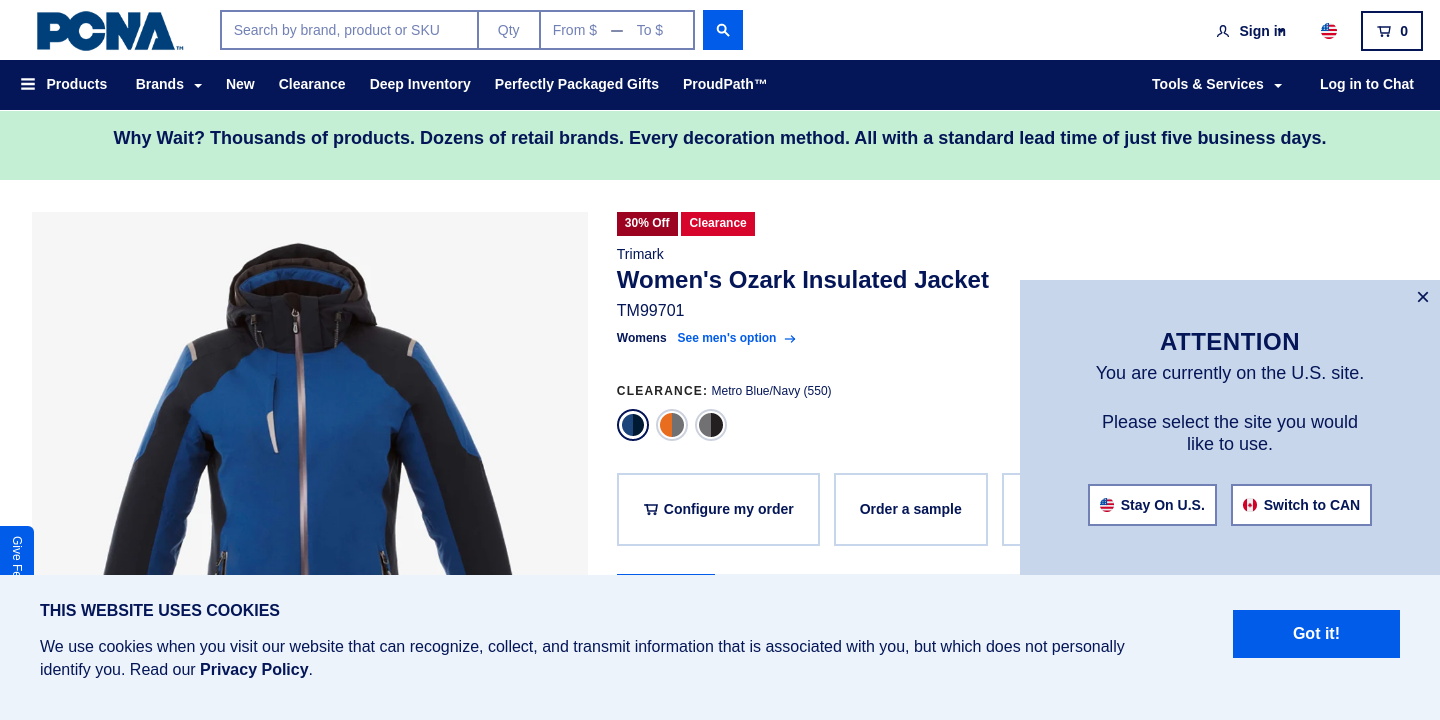 PCNA™
Search by brand, product or SKU
Qty
From $
To $
Sign in
0
Products
Brands
New
Clearance
Deep Inventory
Perfectly Packaged Gifts
ProudPath™
Tools & Services
Log in to Chat
Why Wait? Thousands of products. Dozens of retail brands. Every decoration method. All with a standard lead time of just five business days.
30% Off
Clearance
Trimark
Women's Ozark Insulated Jacket
TM99701
Womens
See men's option
CLEARANCE: Metro Blue/Navy (550)
Configure my order
Order a sample
×
ATTENTION
You are currently on the U.S. site.
Please select the site you would
like to use.
Stay On U.S.
Switch to CAN
Give
THIS WEBSITE USES COOKIES
We use cookies when you visit our website that can recognize, collect, and transmit information that is associated with you, but which does not personally
identify you. Read our Privacy Policy.
Got it!